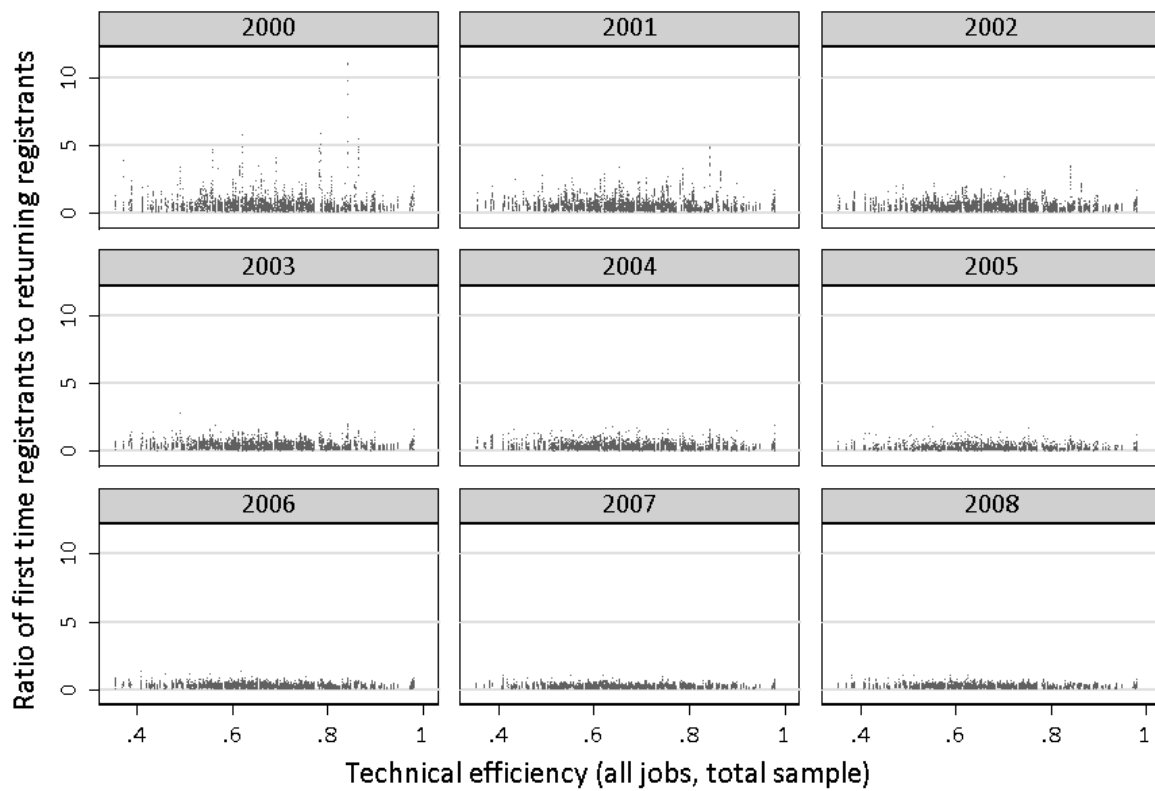 Ratio of first time registrants to returning registrants
2000 2001 2002
10
5
0
2003 2004 2005
10
5
0
2006 2007 2008
10
5
0
.4 .6 .8 1 .4 .6 .8 1 .4 .6 .8 1
Technical efficiency (all jobs, total sample)